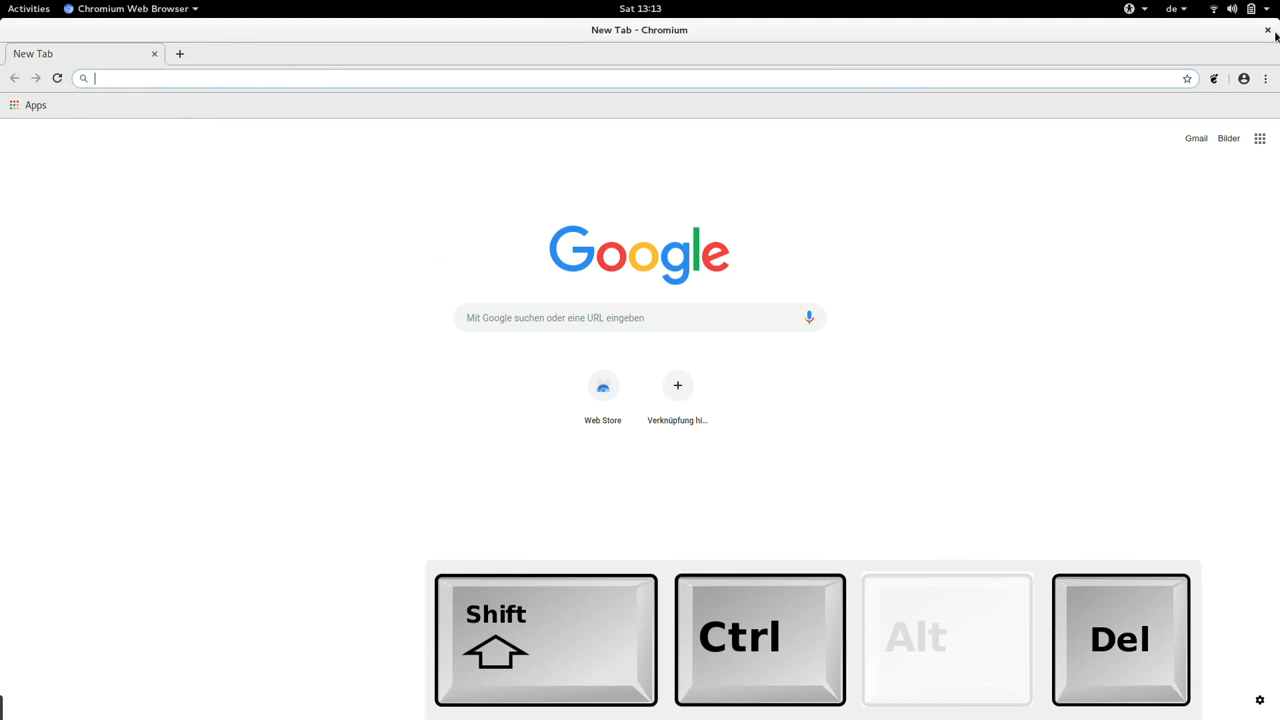 Activities Chromium Web Browser Sat 13:13 de
New Tab - Chromium
New Tab
Apps
Gmail Bilder
Google
Mit Google suchen oder eine URL eingeben
Web Store Verknüpfung hi...
Shift Ctrl Alt Del